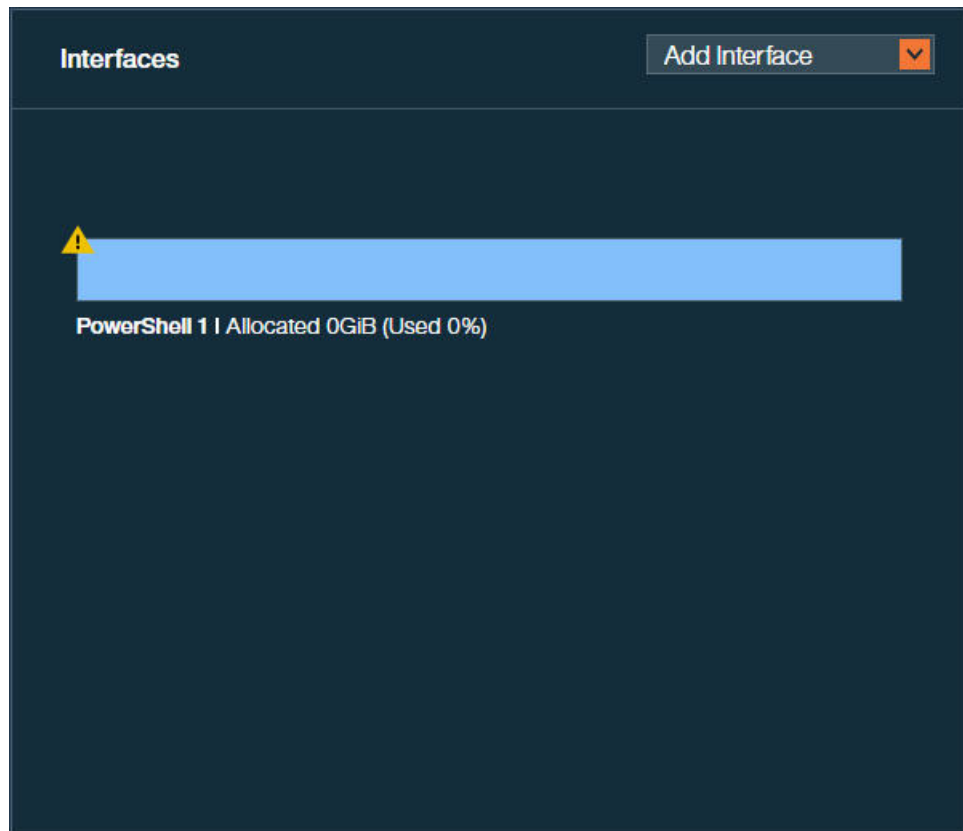 Interfaces
Add Interface
PowerShell 1 | Allocated 0GiB (Used 0%)